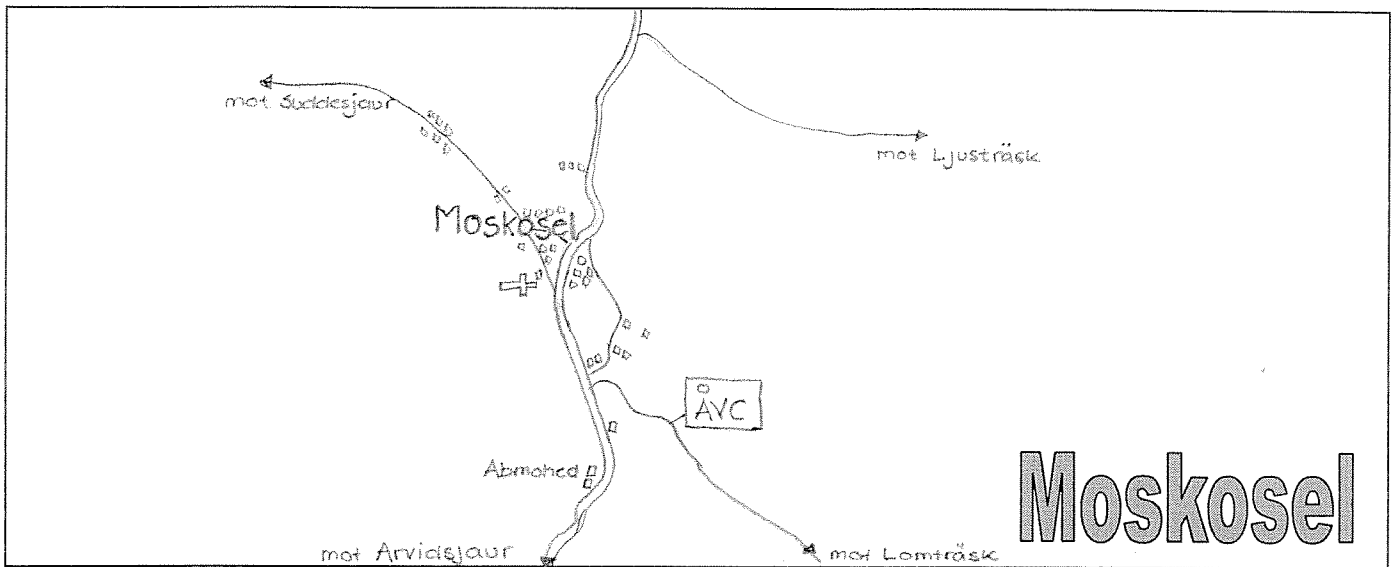 mot Suddesjaur
mot Ljusträsk
Moskosel
ÅVC
Abmohed
Moskosel
mot Arvidsjaur
mot Lomträsk